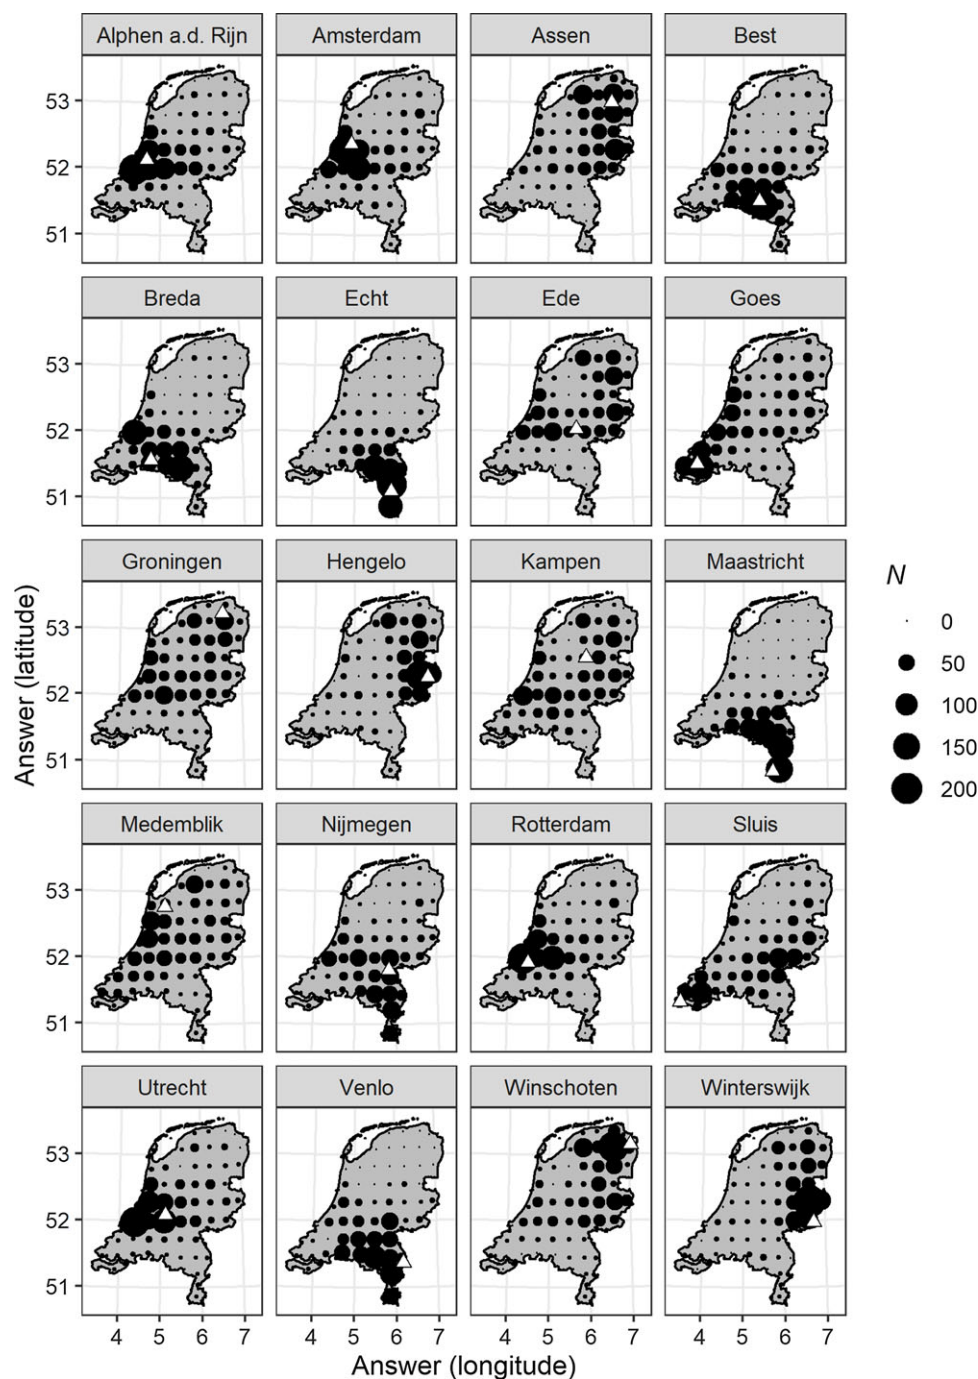 Alphen a.d. Rijn Amsterdam Assen Best
53
52
51
Breda Echt Ede Goes
53
52
51
Groningen Hengelo Kampen Maastricht
53
52
51
Medemblik Nijmegen Rotterdam Sluis
53
52
51
Utrecht Venlo Winschoten Winterswijk
53
52
51
4 5 6 7 4 5 6 7 4 5 6 7 4 5 6 7
Answer (longitude)
Answer (latitude)
N
0
50
100
150
200